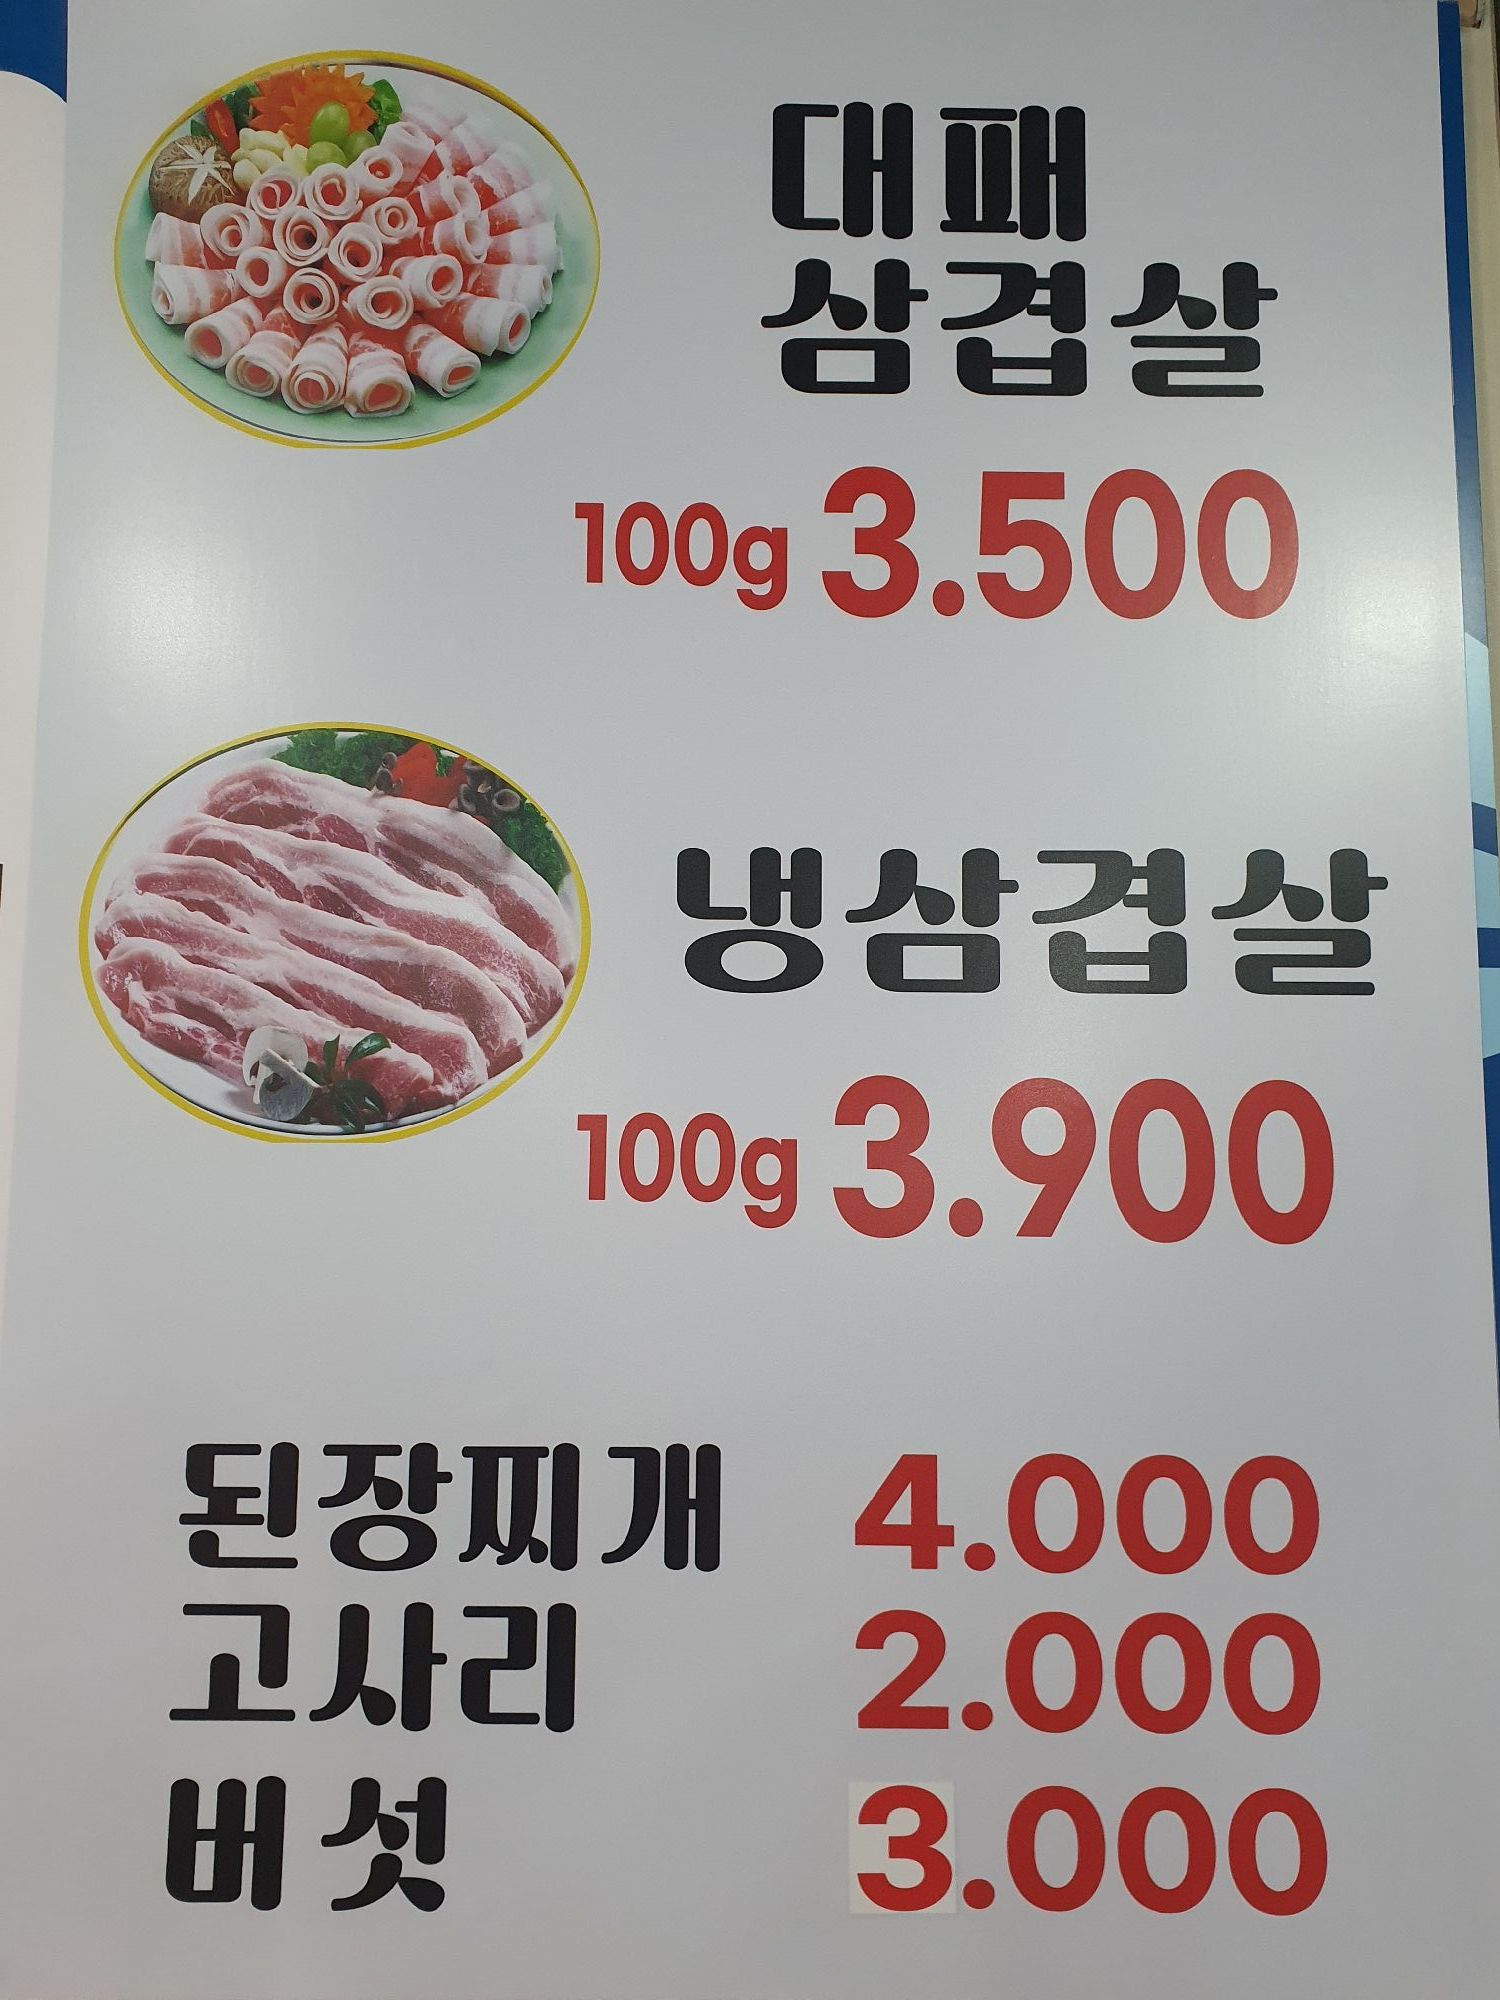 대패
삼겹살
100g 3.500
냉삼겹살
100g 3.900
된장찌개 4.000
고사리 2.000
버섯 3.000